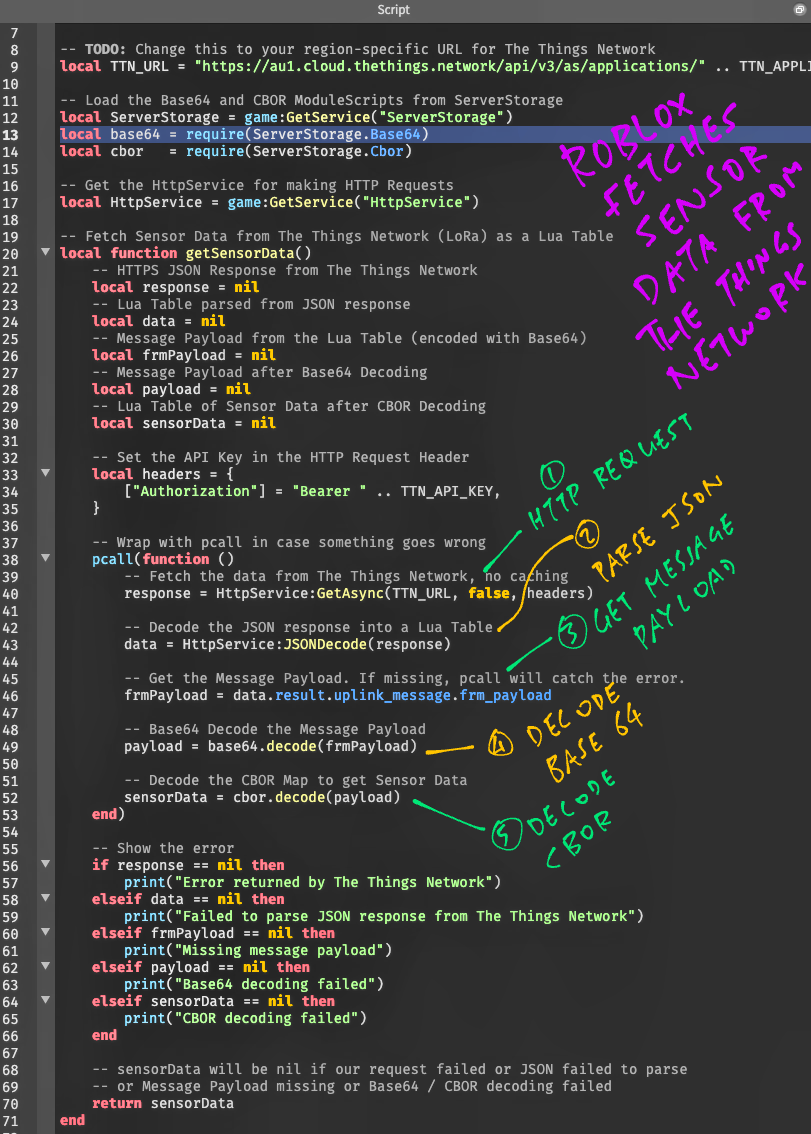 Script
7
8 -- TODO: Change this to your region-specific URL for The Things Network
9 local TTN_URL = "https://au1.cloud.thethings.network/api/v3/as/applications/" .. TTN_APPLI
10
11 -- Load the Base64 and CBOR ModuleScripts from ServerStorage
12 local ServerStorage = game:GetService("ServerStorage")
13 local base64 = require(ServerStorage.Base64)
14 local cbor   = require(ServerStorage.Cbor)
15
16 -- Get the HttpService for making HTTP Requests
17 local HttpService = game:GetService("HttpService")
18
19 -- Fetch Sensor Data from The Things Network (LoRa) as a Lua Table
20 local function getSensorData()
21     -- HTTPS JSON Response from The Things Network
22     local response = nil
23     -- Lua Table parsed from JSON response
24     local data = nil
25     -- Message Payload from the Lua Table (encoded with Base64)
26     local frmPayload = nil
27     -- Message Payload after Base64 Decoding
28     local payload = nil
29     -- Lua Table of Sensor Data after CBOR Decoding
30     local sensorData = nil
31
32     -- Set the API Key in the HTTP Request Header
33     local headers = {
34         ["Authorization"] = "Bearer " .. TTN_API_KEY,
35     }
36
37     -- Wrap with pcall in case something goes wrong
38     pcall(function ()
39         -- Fetch the data from The Things Network, no caching
40         response = HttpService:GetAsync(TTN_URL, false, headers)
41
42         -- Decode the JSON response into a Lua Table
43         data = HttpService:JSONDecode(response)
44
45         -- Get the Message Payload. If missing, pcall will catch the error.
46         frmPayload = data.result.uplink_message.frm_payload
47
48         -- Base64 Decode the Message Payload
49         payload = base64.decode(frmPayload)
50
51         -- Decode the CBOR Map to get Sensor Data
52         sensorData = cbor.decode(payload)
53     end)
54
55     -- Show the error
56     if response == nil then
57         print("Error returned by The Things Network")
58     elseif data == nil then
59         print("Failed to parse JSON response from The Things Network")
60     elseif frmPayload == nil then
61         print("Missing message payload")
62     elseif payload == nil then
63         print("Base64 decoding failed")
64     elseif sensorData == nil then
65         print("CBOR decoding failed")
66     end
67
68     -- sensorData will be nil if our request failed or JSON failed to parse
69     -- or Message Payload missing or Base64 / CBOR decoding failed
70     return sensorData
71 end
ROBLOX
FETCHES
SENSOR
DATA FROM
THE THINGS
NETWORK
1
HTTP REQUEST
2
PARSE JSON
3 GET MESSAGE
PAYLOAD
4 DECODE
BASE 64
5 DECODE
CBOR